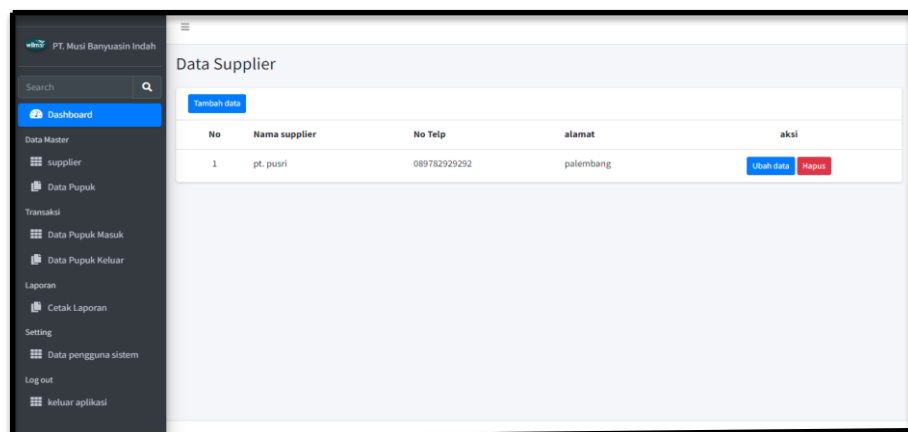 wilmar PT. Musi Banyuasin Indah
Search
Dashboard
Data Master
supplier
Data Pupuk
Transaksi
Data Pupuk Masuk
Data Pupuk Keluar
Laporan
Cetak Laporan
Setting
Data pengguna sistem
Log out
keluar aplikasi
Data Supplier
Tambah data
No Nama supplier No Telp alamat aksi
1 pt. pusri 089782929292 palembang Ubah data Hapus